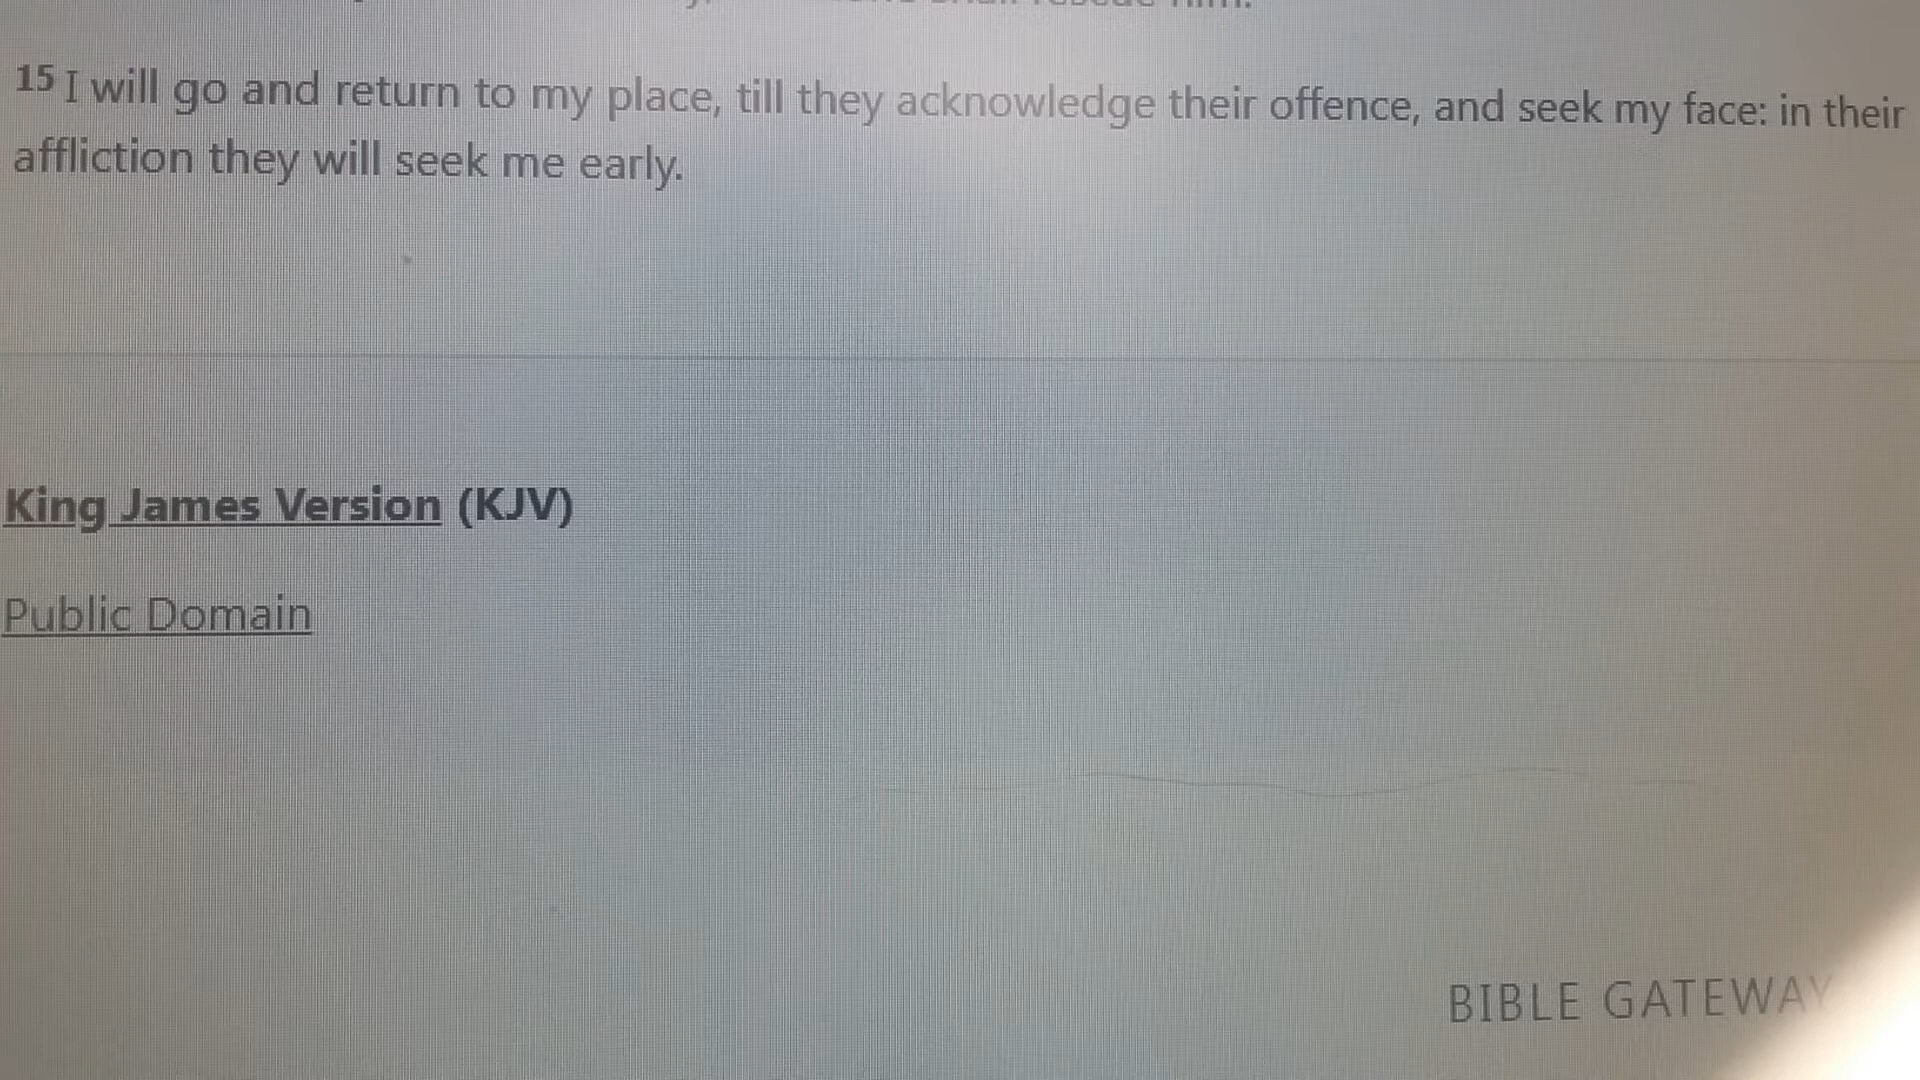 15 I will go and return to my place, till they acknowledge their offence, and seek my face: in their
affliction they will seek me early.
King James Version (KJV)
Public Domain
BIBLE GATEWAY